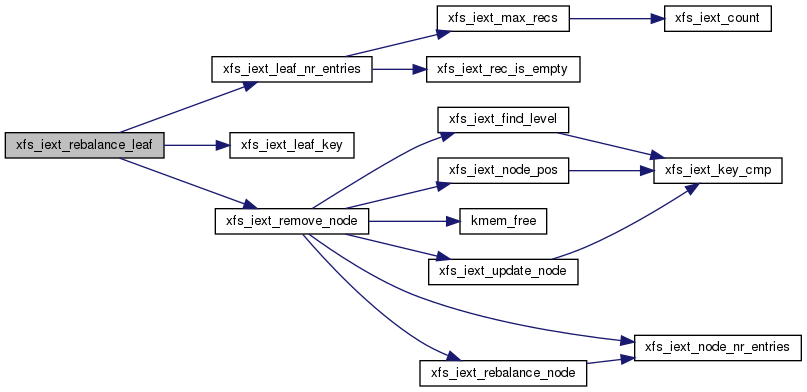 xfs_iext_max_recs
xfs_iext_count
xfs_iext_leaf_nr_entries
xfs_iext_rec_is_empty
xfs_iext_find_level
xfs_iext_rebalance_leaf
xfs_iext_leaf_key
xfs_iext_node_pos
xfs_iext_key_cmp
xfs_iext_remove_node
kmem_free
xfs_iext_update_node
xfs_iext_node_nr_entries
xfs_iext_rebalance_node